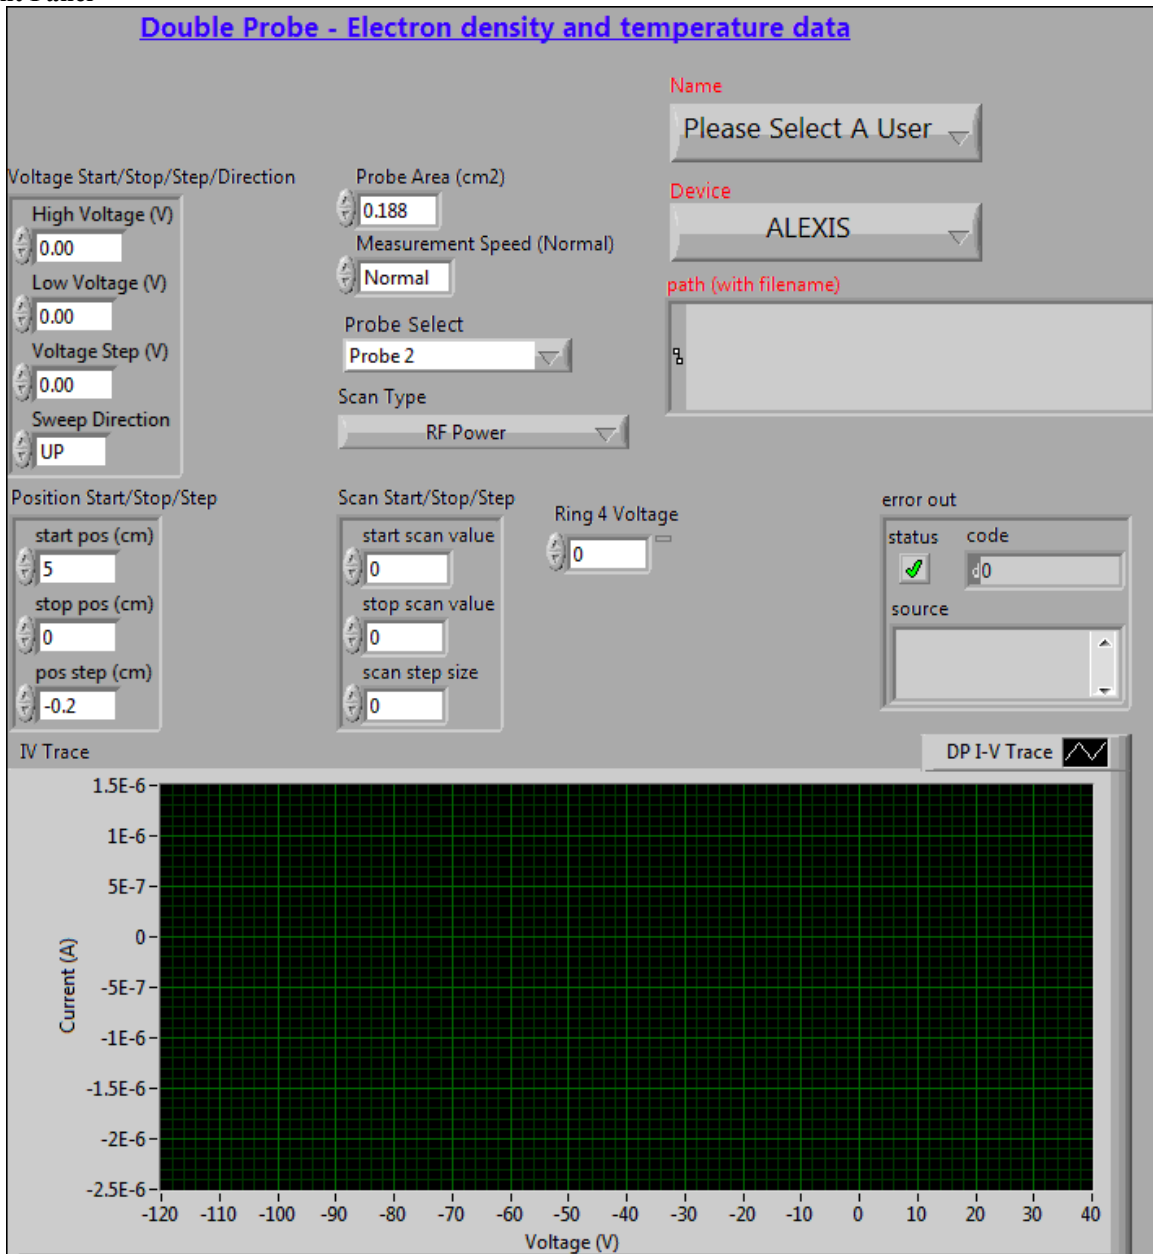 Double Probe - Electron density and temperature data
Name
Please Select A User
Voltage Start/Stop/Step/Direction
High Voltage (V)
0.00
Low Voltage (V)
0.00
Voltage Step (V)
0.00
Sweep Direction
UP
Probe Area (cm2)
0.188
Measurement Speed (Normal)
Normal
Probe Select
Probe 2
Scan Type
RF Power
Device
ALEXIS
path (with filename)
Position Start/Stop/Step
start pos (cm)
5
stop pos (cm)
0
pos step (cm)
-0.2
Scan Start/Stop/Step
start scan value
0
stop scan value
0
scan step size
0
Ring 4 Voltage
0
error out
status code
d0
source
IV Trace
DP I-V Trace
1.5E-6
1E-6
5E-7
0
-5E-7
-1E-6
-1.5E-6
-2E-6
-2.5E-6
Current (A)
-120 -110 -100 -90 -80 -70 -60 -50 -40 -30 -20 -10 0 10 20 30 40
Voltage (V)